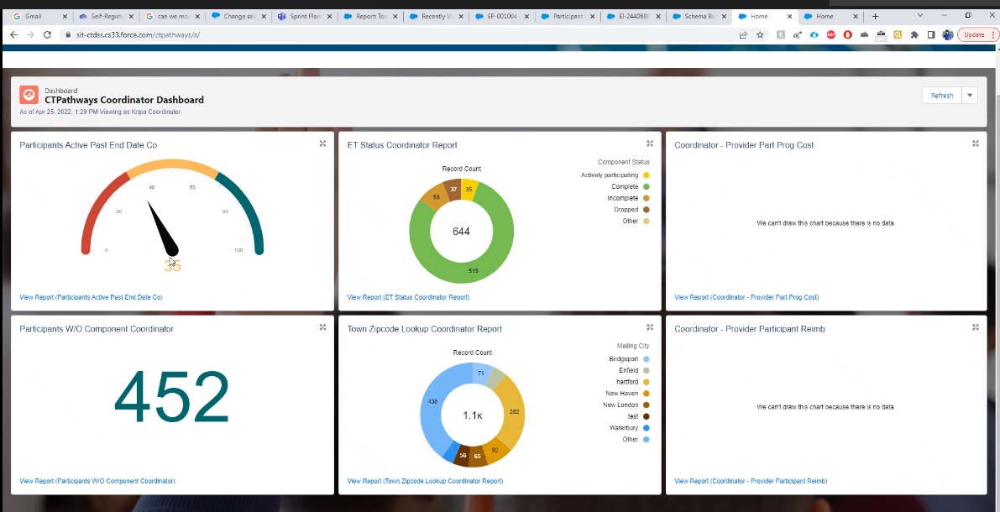 Gmail
Self-Registe
can we mod
Change sale
Sprint Plann
Report: Tow
Recently Vi
EP-001004
Participant
EI-2440680
Schema Bu
Home
Home
sit-ctdss.cs33.force.com/ctpathways/s/
Update
Dashboard
CTPathways Coordinator Dashboard
As of Apr 25, 2022, 1:29 PM·Viewing as Kripa Coordinator
Refresh
Participants Active Past End Date Co
0
20
40
60
80
100
35
View Report (Participants Active Past End Date Co)
ET Status Coordinator Report
Record Count
37
35
56
644
515
Component Status
Actively participating
Complete
Incomplete
Dropped
Other
View Report (ET Status Coordinator Report)
Coordinator - Provider Part Prog Cost
We can't draw this chart because there is no data.
View Report (Coordinator - Provider Part Prog Cost)
Participants W/O Component Coordinator
452
View Report (Participants W/O Component Coordinator)
Town Zipcode Lookup Coordinator Report
Record Count
71
438
282
1.1K
92
56
65
Mailing City
Bridgeport
Enfield
hartford
New Haven
New London
test
Waterbury
Other
View Report (Town Zipcode Lookup Coordinator Report)
Coordinator - Provider Participant Reimb
We can't draw this chart because there is no data.
View Report (Coordinator - Provider Participant Reimb)